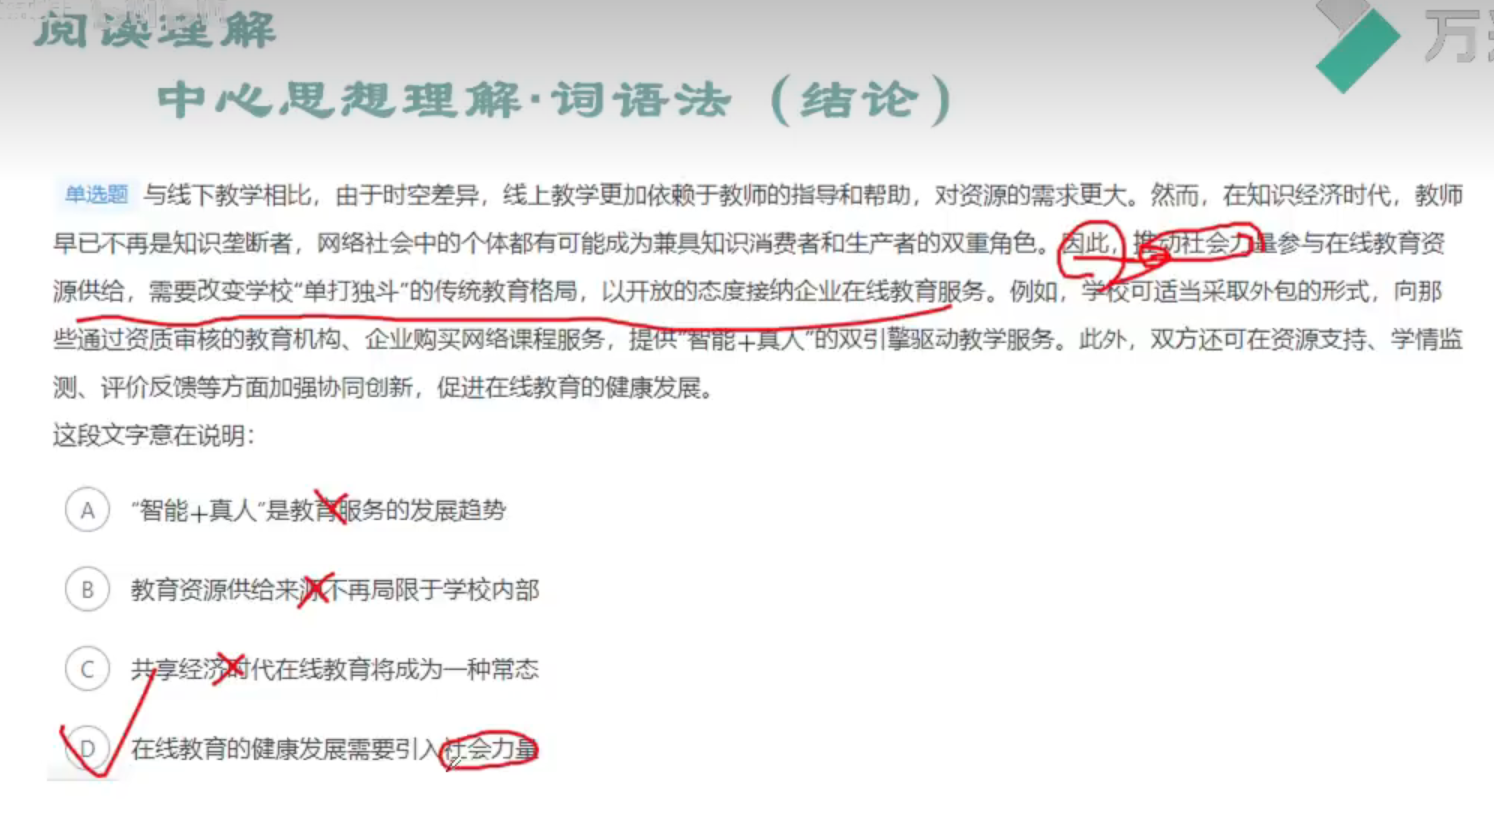 阅读理解
中心思想理解·词语法（结论）
万
单选题 与线下教学相比，由于时空差异，线上教学更加依赖于教师的指导和帮助，对资源的需求更大。然而，在知识经济时代，教师
早已不再是知识垄断者，网络社会中的个体都有可能成为兼具知识消费者和生产者的双重角色。因此，推动社会力量参与在线教育资
源供给，需要改变学校“单打独斗”的传统教育格局，以开放的态度接纳企业在线教育服务。例如，学校可适当采取外包的形式，向那
些通过资质审核的教育机构、企业购买网络课程服务，提供“智能+真人”的双引擎驱动教学服务。此外，双方还可在资源支持、学情监
测、评价反馈等方面加强协同创新，促进在线教育的健康发展。
这段文字意在说明：
A “智能+真人”是教育服务的发展趋势
B 教育资源供给来源不再局限于学校内部
C 共享经济时代在线教育将成为一种常态
D 在线教育的健康发展需要引入社会力量